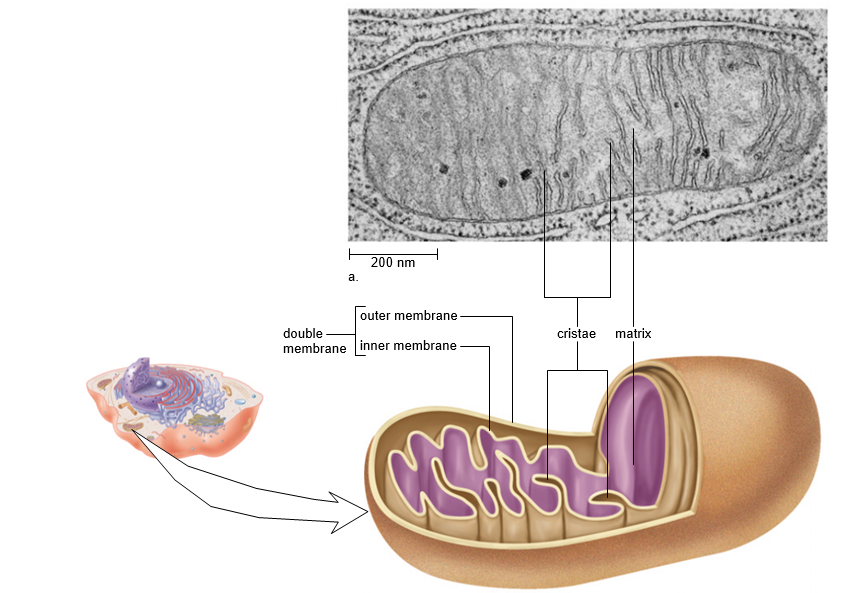 200 nm
a.
outer membrane
double
membrane
inner membrane
cristae
matrix